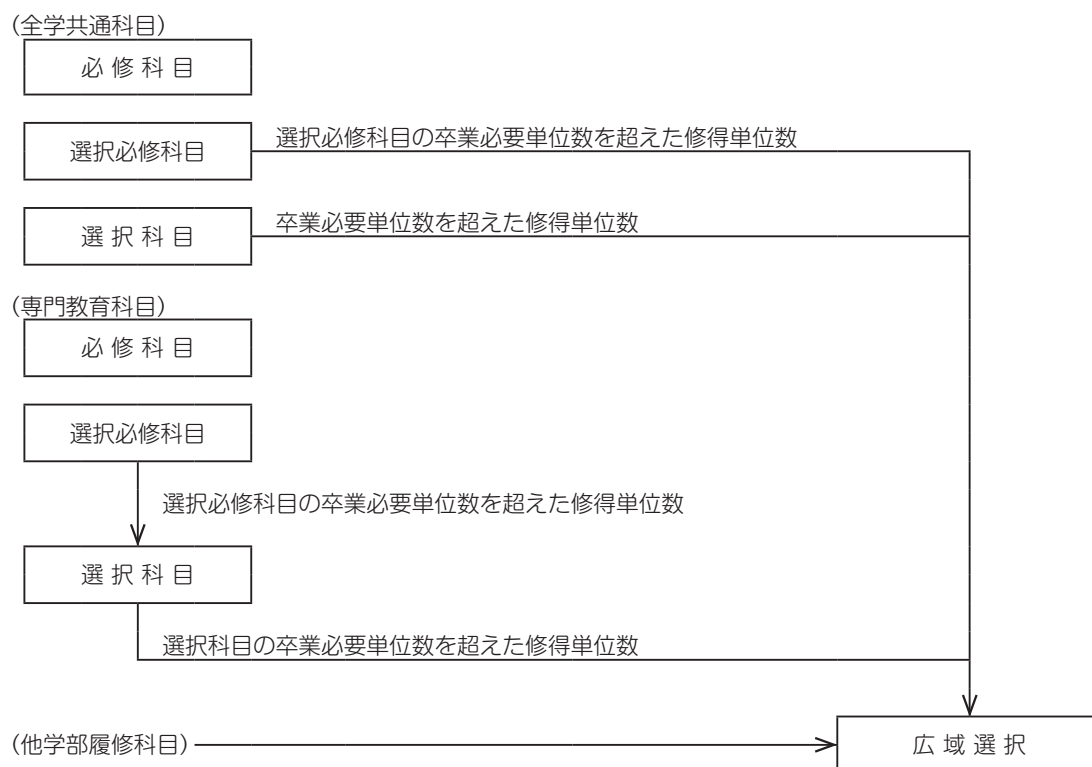 (全学共通科目)
必修科目
選択必修科目
選択必修科目の卒業必要単位数を超えた修得単位数
選択科目
卒業必要単位数を超えた修得単位数
(専門教育科目)
必修科目
選択必修科目
選択必修科目の卒業必要単位数を超えた修得単位数
選択科目
選択科目の卒業必要単位数を超えた修得単位数
(他学部履修科目)
広域選択